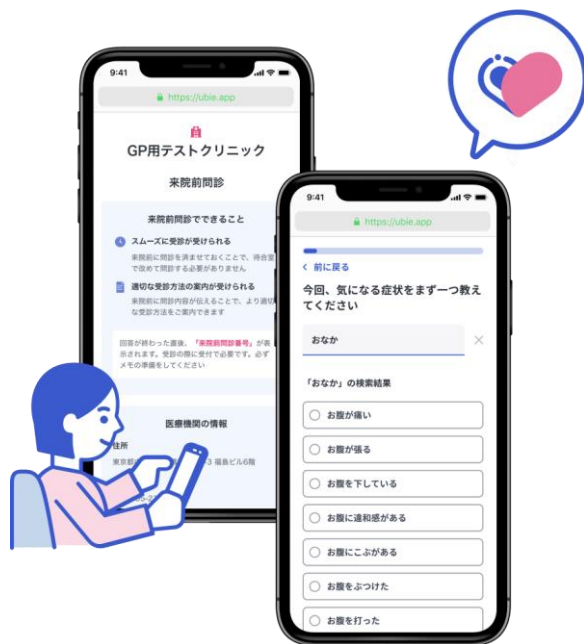 9:41
https://ubie.app
GP用テストクリニック
来院前問診
来院前問診でできること
スムーズに受診が受けられる
来院前に問診を済ませておくことで、待合室
で改めて問診する必要がありません
適切な受診方法の案内が受けられる
来院前に問診内容が伝えることで、より適切
な受診方法をご案内できます
回答が終わった直後、「来院前問診番号」が表
示されます。受診の際に受付で必要です。必ず
メモの準備をしてください
医療機関の情報
住所
東京都
-3 福島ビル6階
9:41
https://ubie.app
前に戻る
今回、気になる症状をまず一つ教え
てください
おなか
「おなか」の検索結果
お腹が痛い
お腹が張る
お腹を下している
お腹に違和感がある
お腹にこぶがある
お腹をぶつけた
お腹を打った